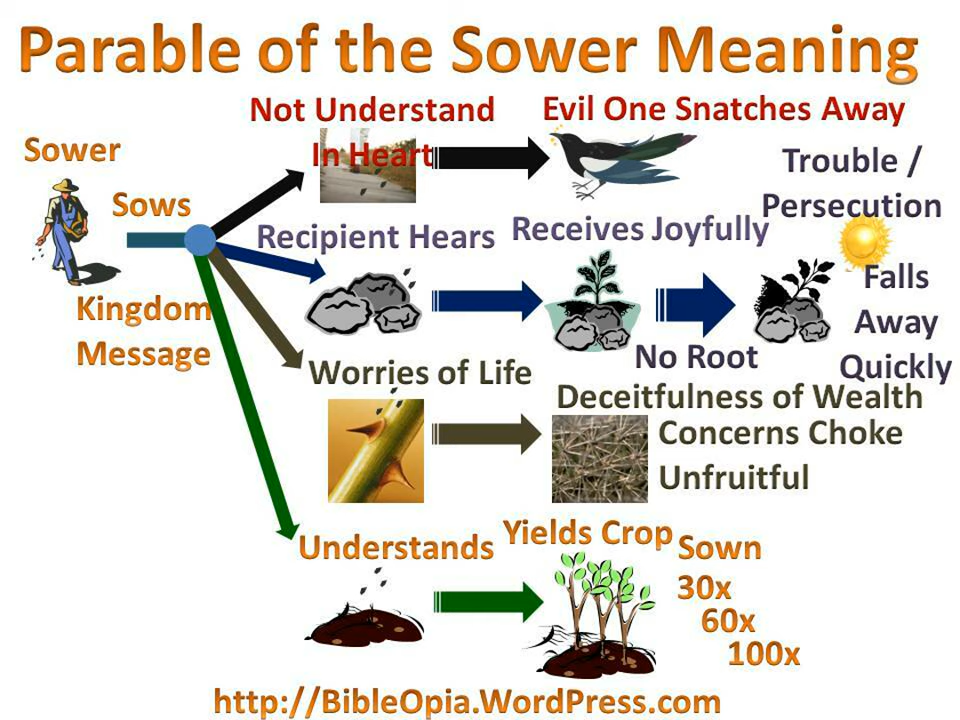 Parable of the Sower Meaning
Sower
Sows
Kingdom
Message
Not Understand
In Heart
Evil One Snatches Away
Recipient Hears
Receives Joyfully
No Root
Trouble /
Persecution
Falls
Away
Quickly
Worries of Life
Deceitfulness of Wealth
Concerns Choke
Unfruitful
Understands
Yields Crop
Sown
30x
60x
100x
http://BibleOpia.WordPress.com